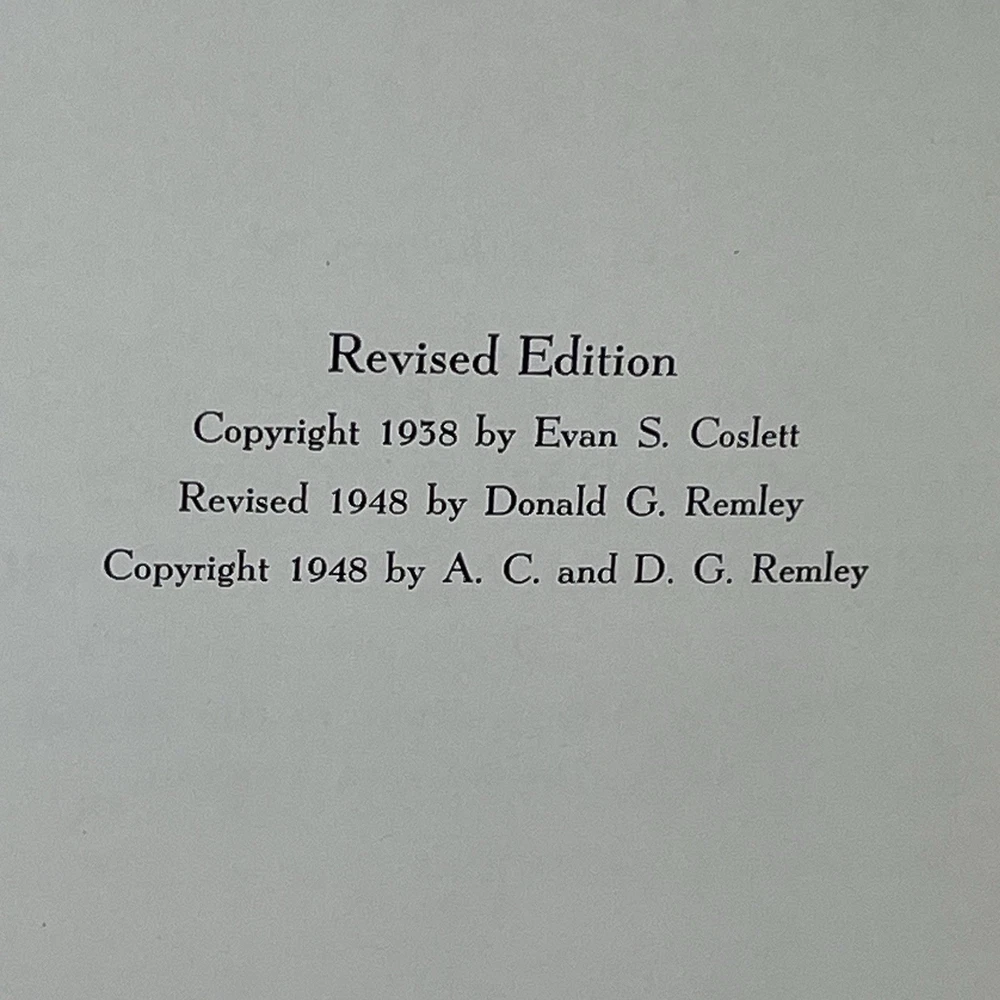 Revised Edition
Copyright 1938 by Evan S. Coslett
Revised 1948 by Donald G. Remley
Copyright 1948 by A. C. and D. G. Remley